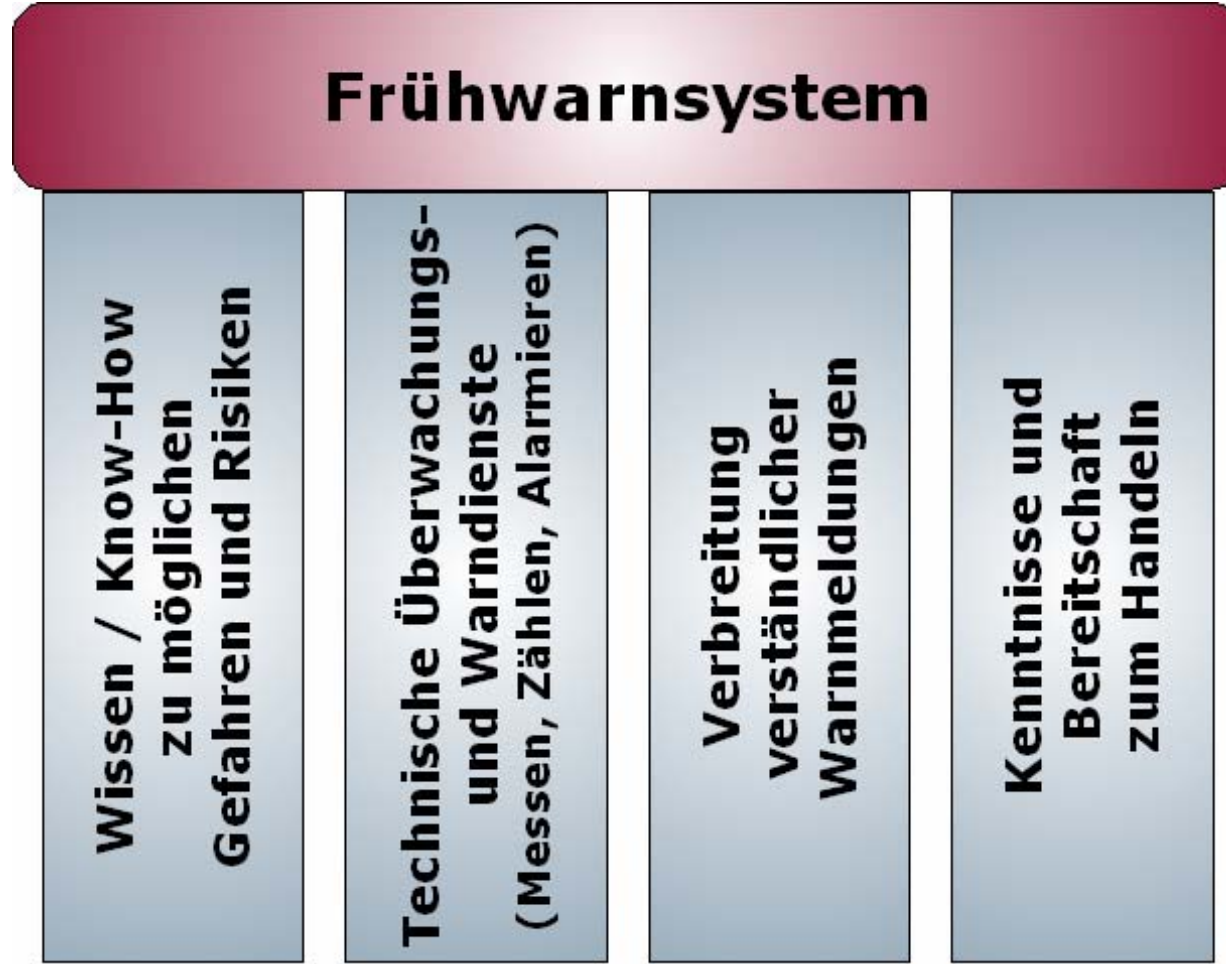 Frühwarnsystem
Wissen / Know-How
zu möglichen
Gefahren und Risiken
Technische Überwachungs-
und Warndienste
(Messen, Zählen, Alarmieren)
Verbreitung
verständlicher
Warnmeldungen
Kenntnisse und
Bereitschaft
zum Handeln